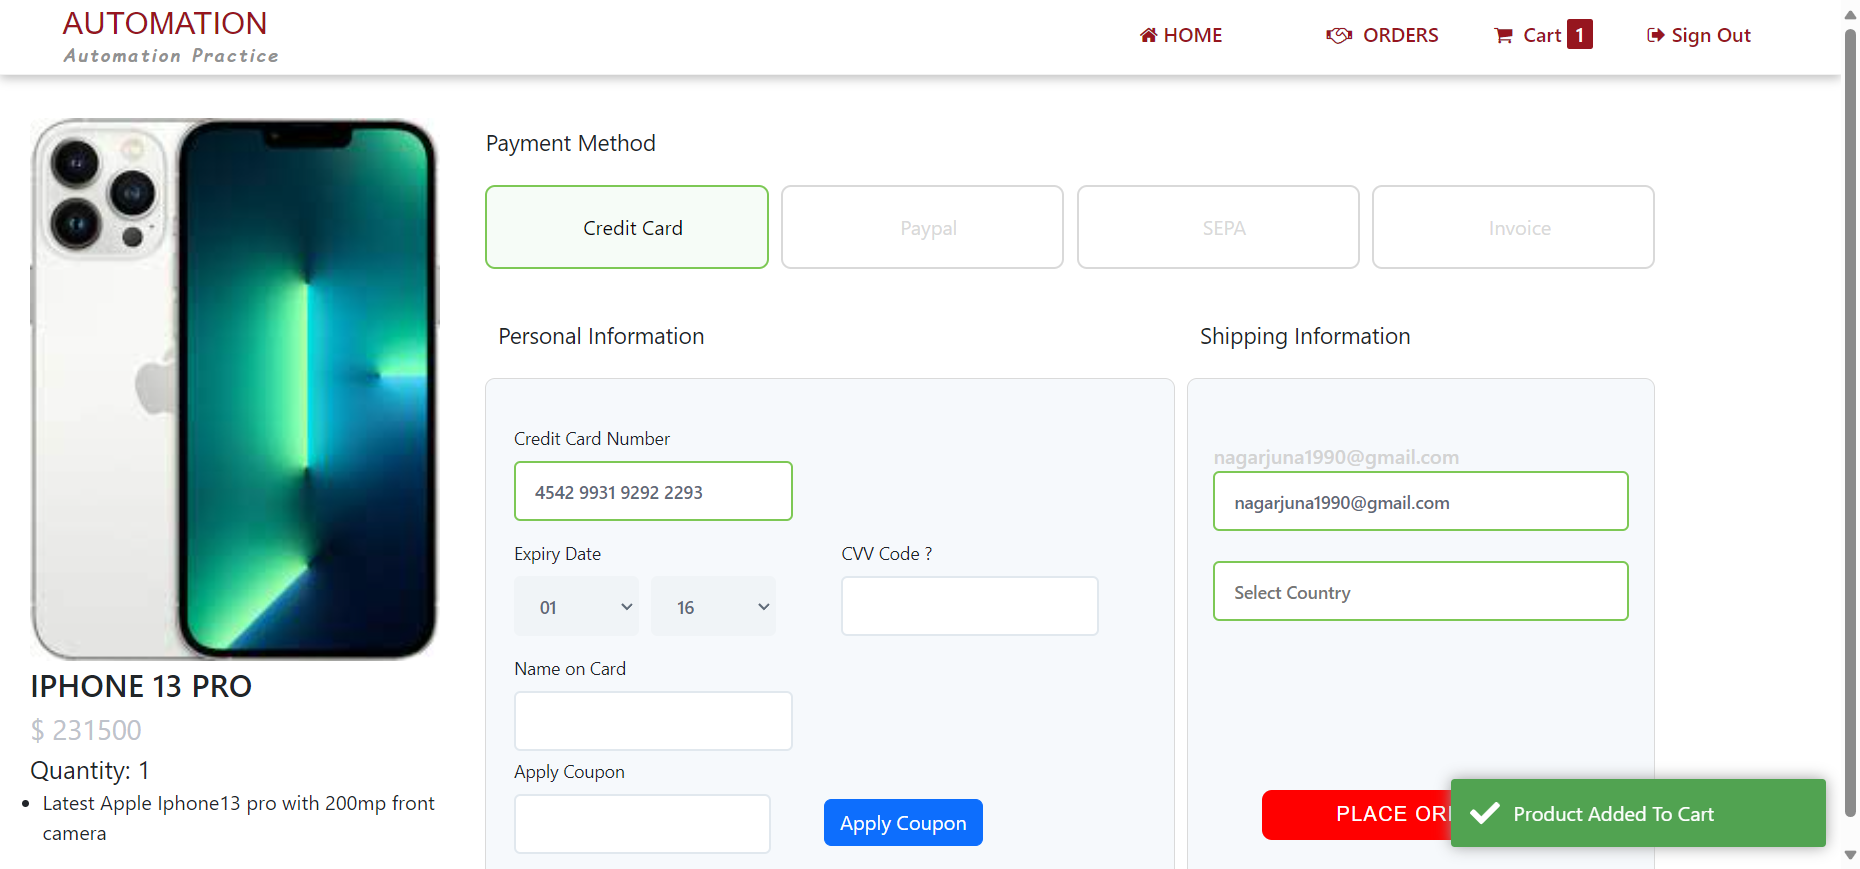 AUTOMATION
Automation Practice
HOME
ORDERS
Cart 1
Sign Out
Payment Method
Credit Card
Paypal
SEPA
Invoice
Personal Information
Shipping Information
Credit Card Number
4542 9931 9292 2293
Expiry Date
CVV Code ?
01
16
Name on Card
Apply Coupon
Apply Coupon
nagarjuna1990@gmail.com
nagarjuna1990@gmail.com
Select Country
PLACE OR
Product Added To Cart
IPHONE 13 PRO
$ 231500
Quantity: 1
Latest Apple Iphone13 pro with 200mp front
camera